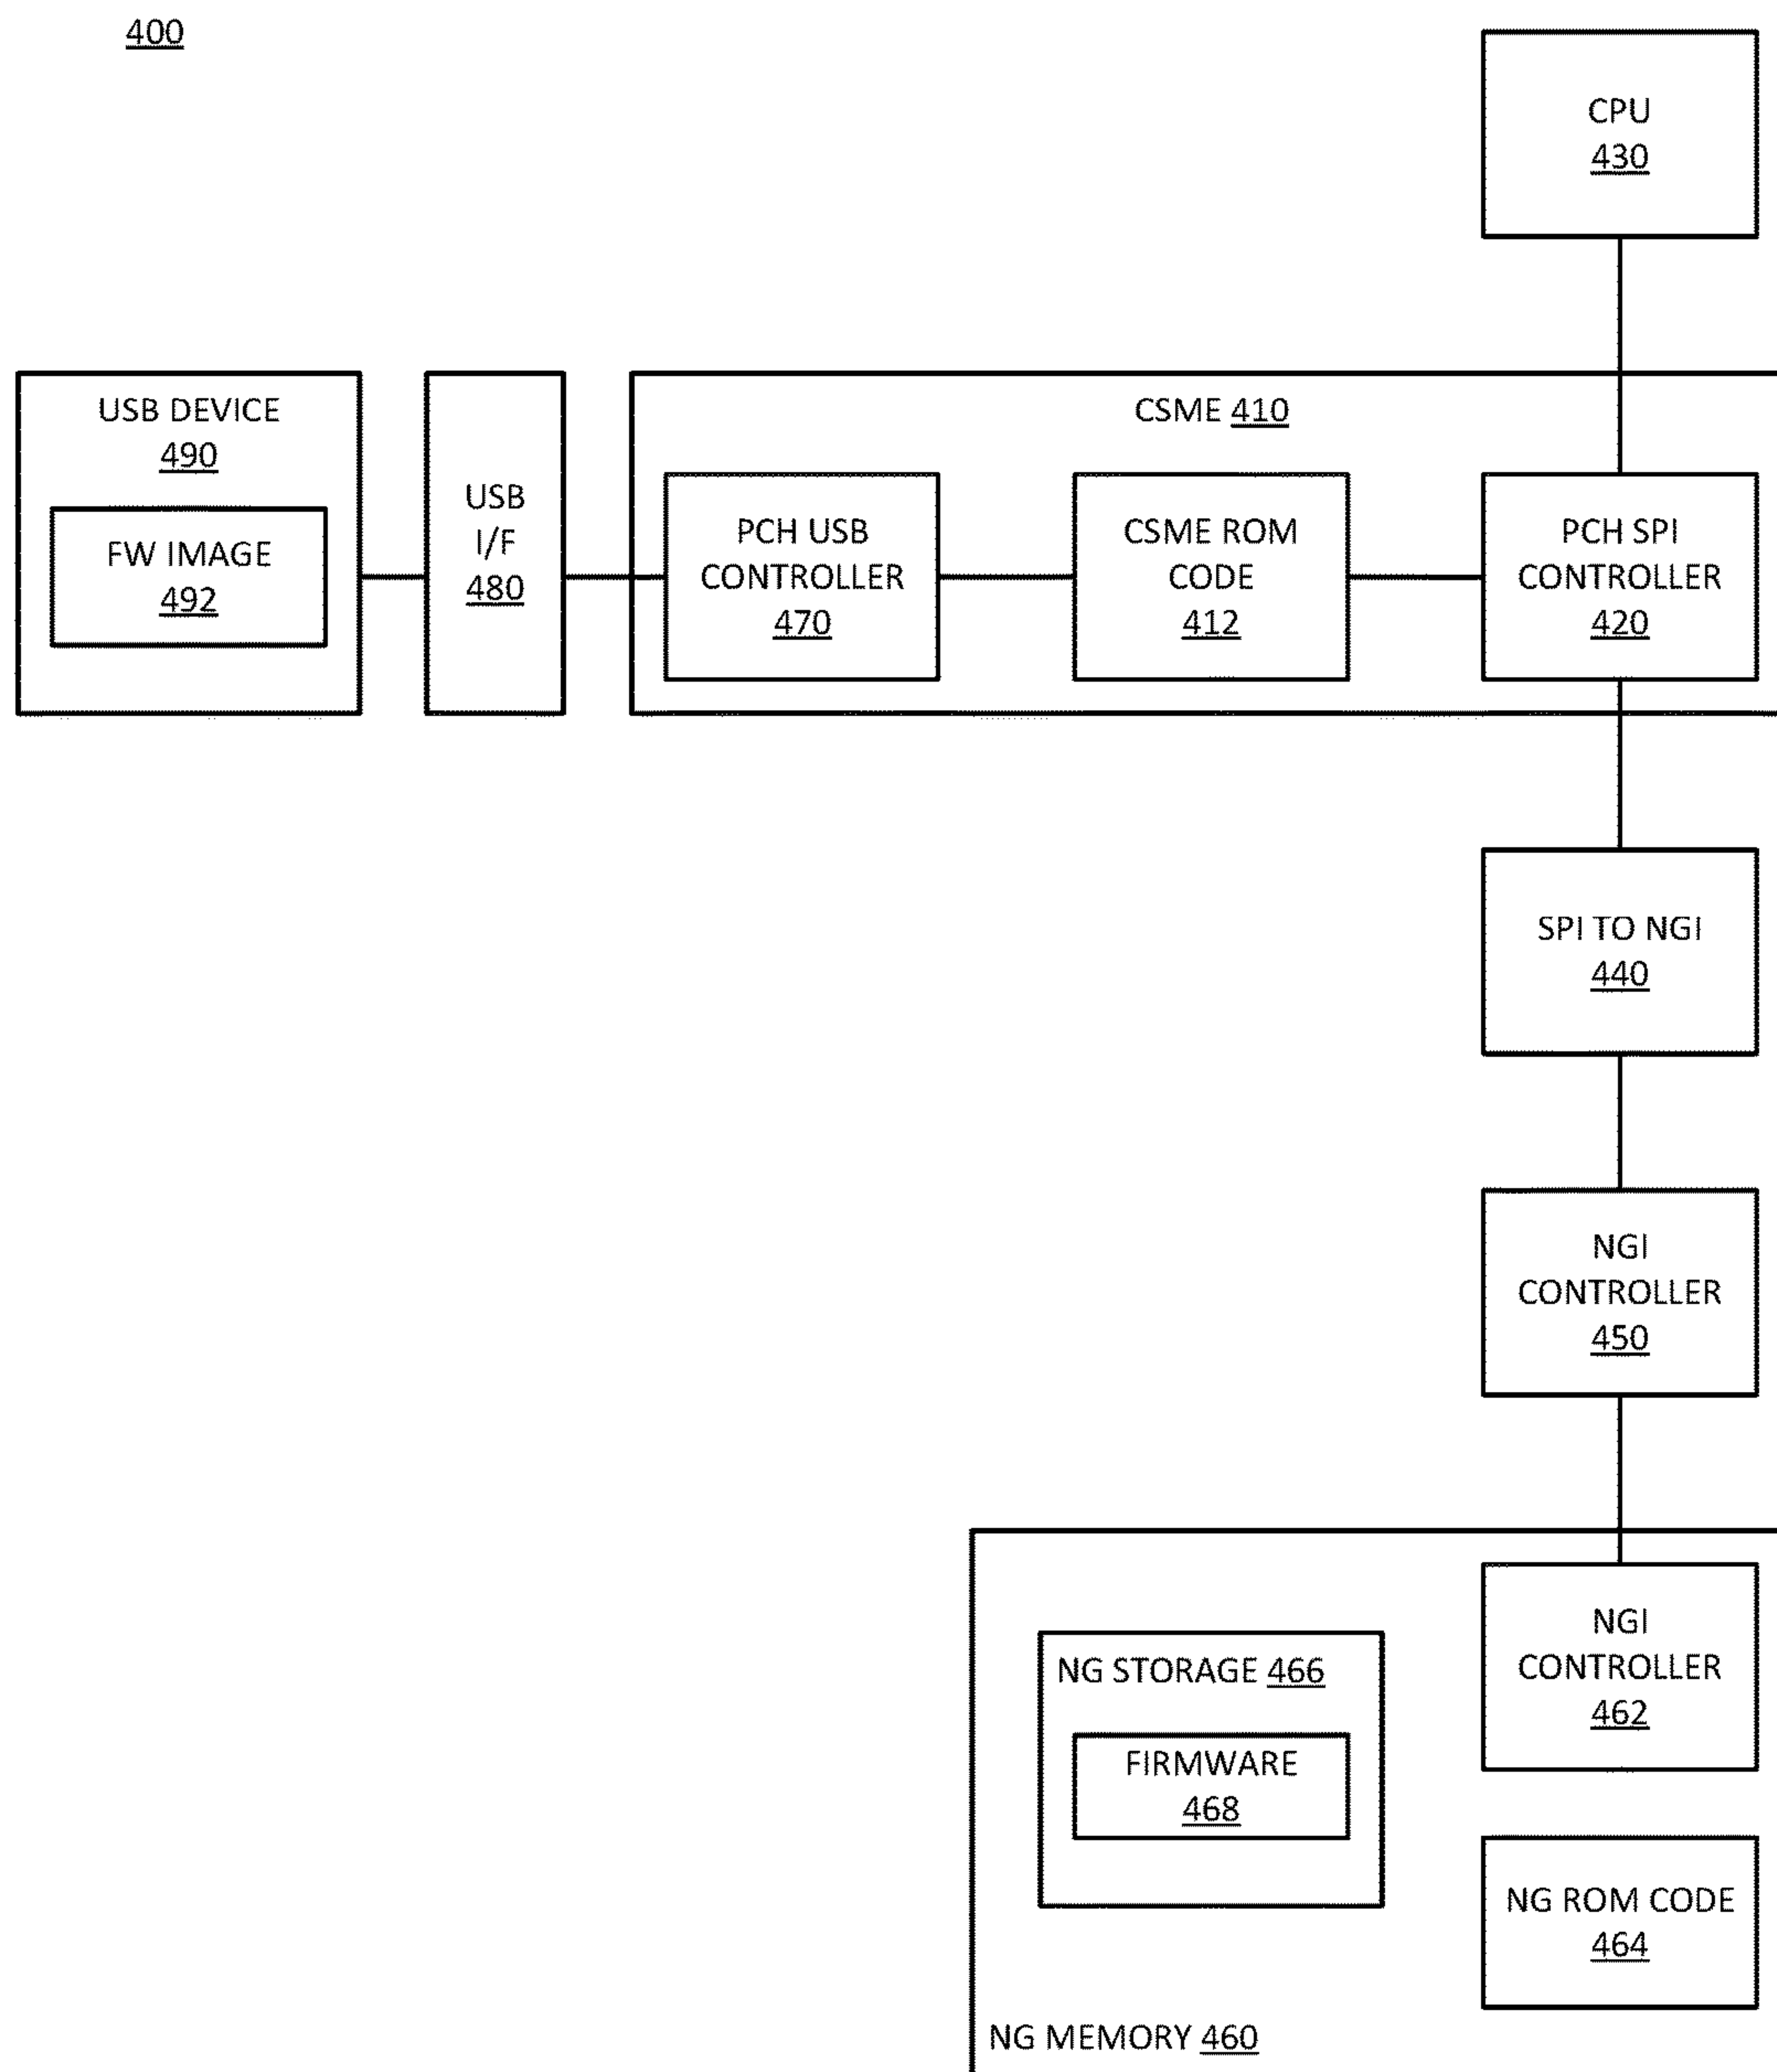 400
CPU
430
USB DEVICE
490
FW IMAGE
492
USB
I/F
480
CSME 410
PCH USB
CONTROLLER
470
CSME ROM
CODE
412
PCH SPI
CONTROLLER
420
SPI TO NGI
440
NGI
CONTROLLER
450
NG STORAGE 466
FIRMWARE
468
NGI
CONTROLLER
462
NG ROM CODE
464
NG MEMORY 460